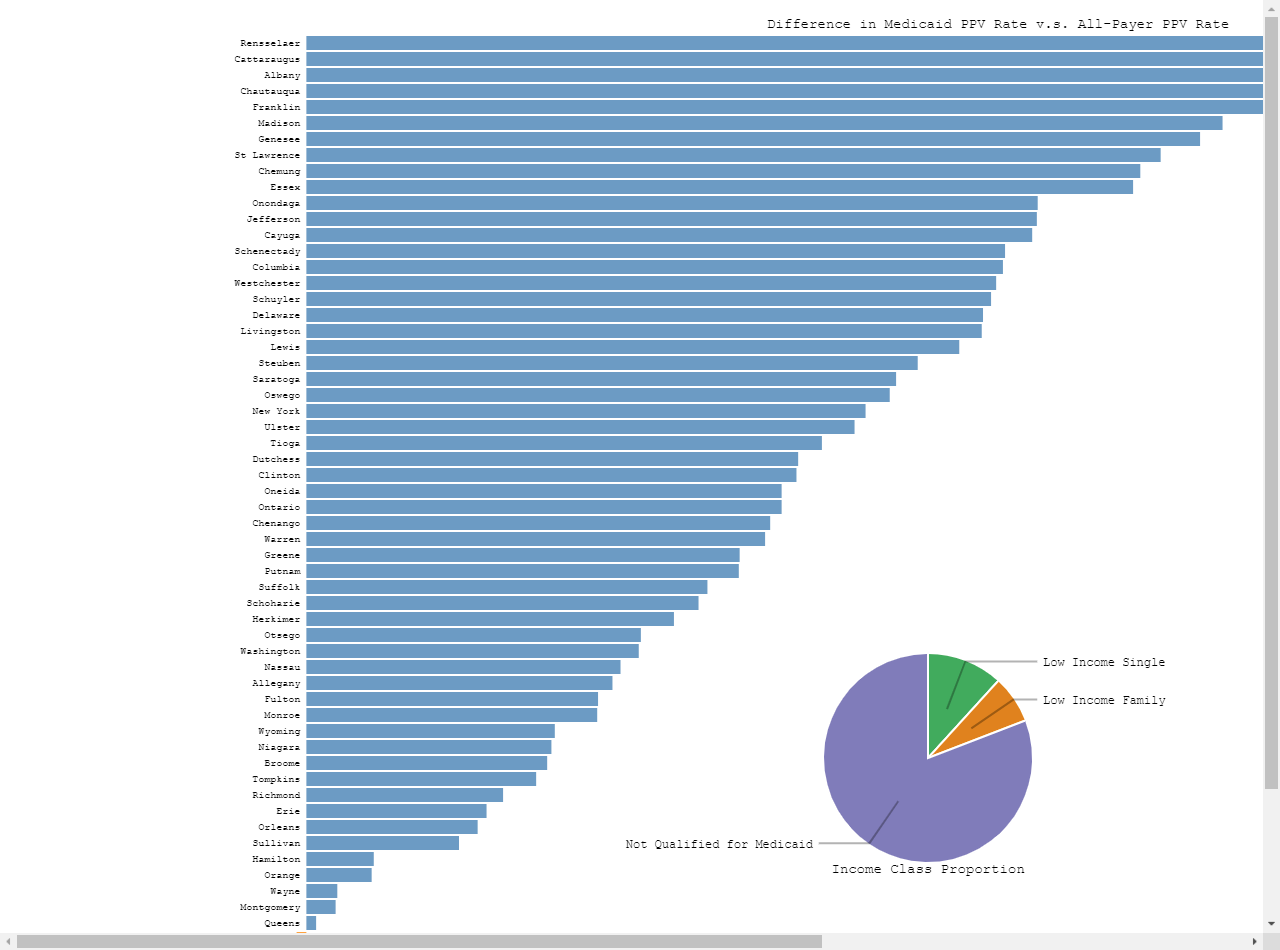 Difference in Medicaid PPV Rate v.s. All-Payer PPV Rate
Rensselaer
Cattaraugus
Albany
Chautauqua
Franklin
Madison
Genesee
St Lawrence
Chemung
Essex
Onondaga
Jefferson
Cayuga
Schenectady
Columbia
Westchester
Schuyler
Delaware
Livingston
Lewis
Steuben
Saratoga
Oswego
New York
Ulster
Tioga
Dutchess
Clinton
Oneida
Ontario
Chenango
Warren
Greene
Putnam
Suffolk
Schoharie
Herkimer
Otsego
Washington
Nassau
Allegany
Fulton
Monroe
Wyoming
Niagara
Broome
Tompkins
Richmond
Erie
Orleans
Sullivan
Hamilton
Orange
Wayne
Montgomery
Queens
Low Income Single
Low Income Family
Not Qualified for Medicaid
Income Class Proportion